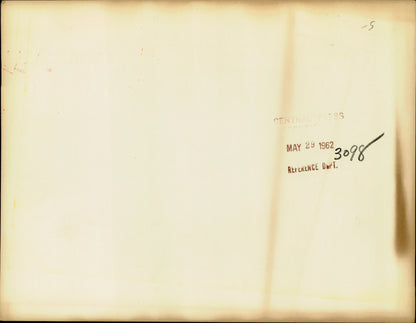 -5
CENTRAL PRESS
MAY 29 1962
3098
REFERENCE DEPT.